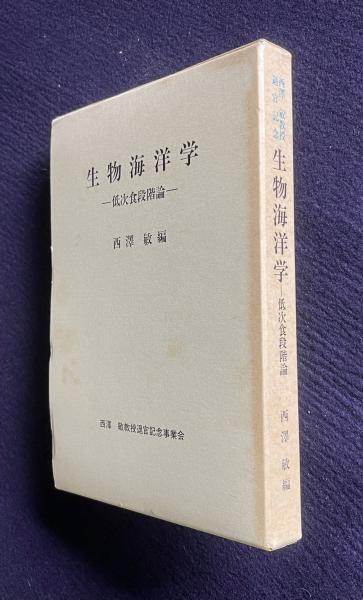 生物海洋学
―低次食段階論―
西澤 敏 編
西澤 敏教授退官記念事業会
西澤 敏教授
退官記念
生物海洋学
―低次食段階論
西澤 敏 編